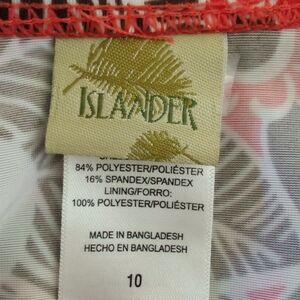 ISLANDER
84% POLYESTER/POLIÉSTER
16% SPANDEX/SPANDEX
LINING/FORRO:
100% POLYESTER/POLIÉSTER
MADE IN BANGLADESH
HECHO EN BANGLADESH
10